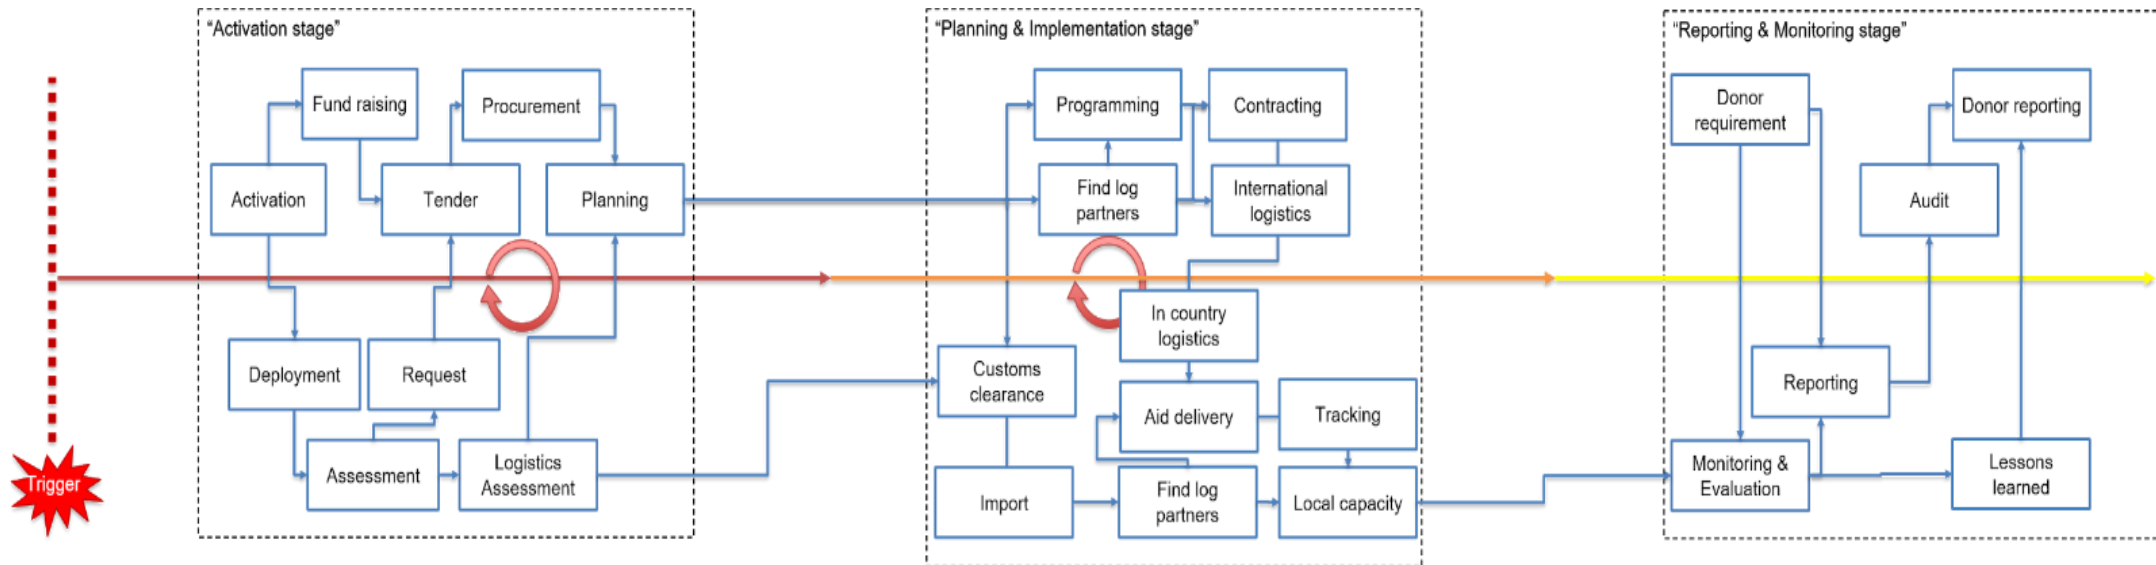 "Activation stage"
"Planning & Implementation stage"
"Reporting & Monitoring stage"
Fund raising
Procurement
Activation
Tender
Planning
Deployment
Request
Assessment
Logistics
Assessment
Trigger
Programming
Contracting
Find log
partners
International
logistics
In country
logistics
Customs
clearance
Aid delivery
Tracking
Import
Find log
partners
Local capacity
Donor
requirement
Donor reporting
Audit
Reporting
Monitoring &
Evaluation
Lessons
learned